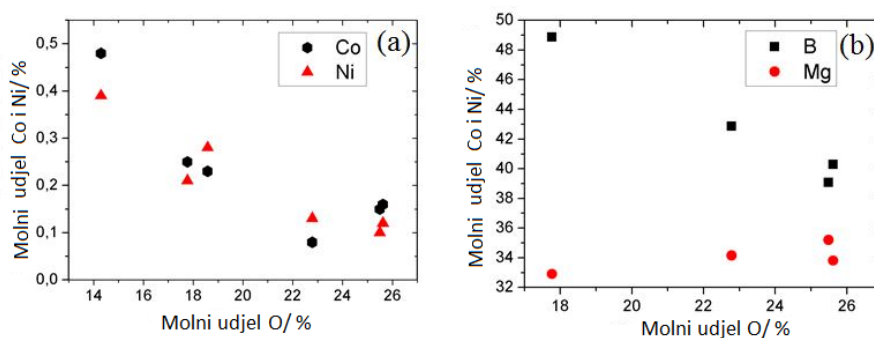 (a)
Co
Ni
0,5
0,4
0,3
0,2
0,1
0,0
14 16 18 20 22 24 26
Molni udjel Co i Ni/ %
Molni udjel O/ %
(b)
B
Mg
50
48
46
44
42
40
38
36
34
32
18 20 22 24 26
Molni udjel Co i Ni/ %
Molni udjel O/ %